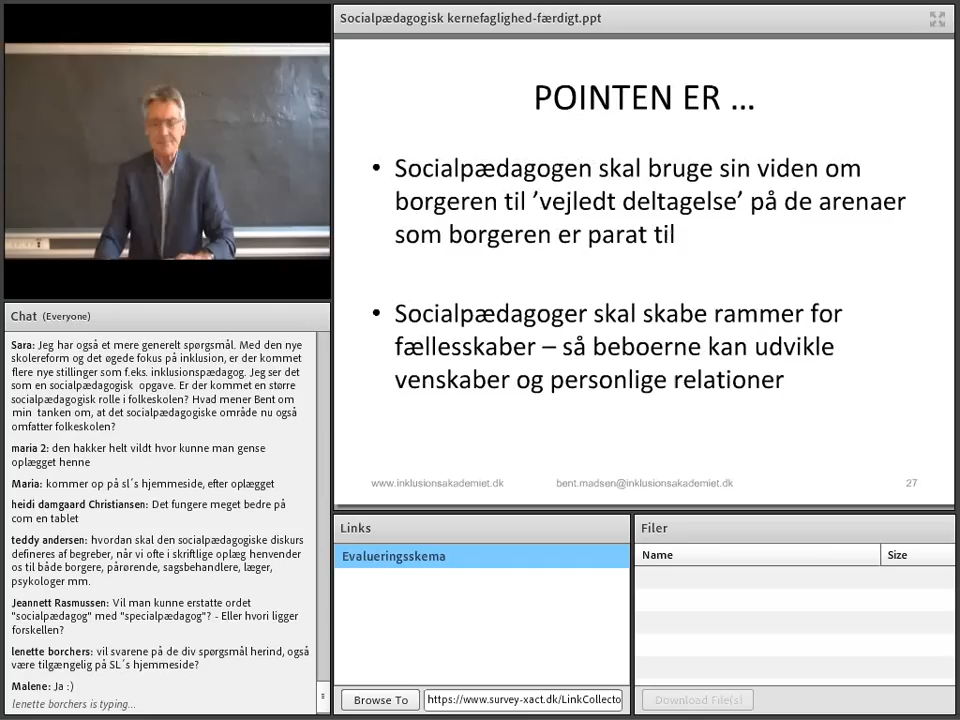 Socialpædagogisk kernefaglighed-færdigt.ppt
POINTEN ER ...
• Socialpædagogen skal bruge sin viden om
borgeren til ’vejledt deltagelse’ på de arenaer
som borgeren er parat til
• Socialpædagoger skal skabe rammer for
fællesskaber – så beboerne kan udvikle
venskaber og personlige relationer
www.inklusionsakademiet.dk
bent.madsen@inklusionsakademiet.dk
27
Chat (Everyone)
Sara: Jeg har også et mere generelt spørgsmål. Med den nye
skolereform og det øgede fokus på inklusion, er der kommet
flere nye stillinger som f.eks. inklusionspædagog. Jeg ser det
som en socialpædagogisk opgave. Er der kommet en større
socialpædagogisk rolle i folkeskolen? Hvad mener Bent om
min tanken om, at det socialpædagogiske område nu også
omfatter folkeskolen?
maria 2: den hakker helt vildt hvor kunne man gense
oplægget henne
Maria: kommer op på sl´s hjemmeside, efter oplægget
heidi damgaard Christiansen: Det fungere meget bedre på
com en tablet
teddy andersen: hvordan skal den socialpædagogiske diskurs
defineres af begreber, når vi ofte i skriftlige oplæg henvender
os til både borgere, pårørende, sagsbehandlere, læger,
psykologer mm.
Jeannett Rasmussen: Vil man kunne erstatte ordet
"socialpædagog" med "specialpædagog"? - Eller hvori ligger
forskellen?
lenette borchers: vil svarene på de div spørgsmål herind, også
være tilgængelig på SL´s hjemmeside?
Malene: Ja :)
lenette borchers is typing...
Links
Evalueringsskema
Browse To
https://www.survey-xact.dk/LinkCollecto
Filer
Name
Size
Download File(s)